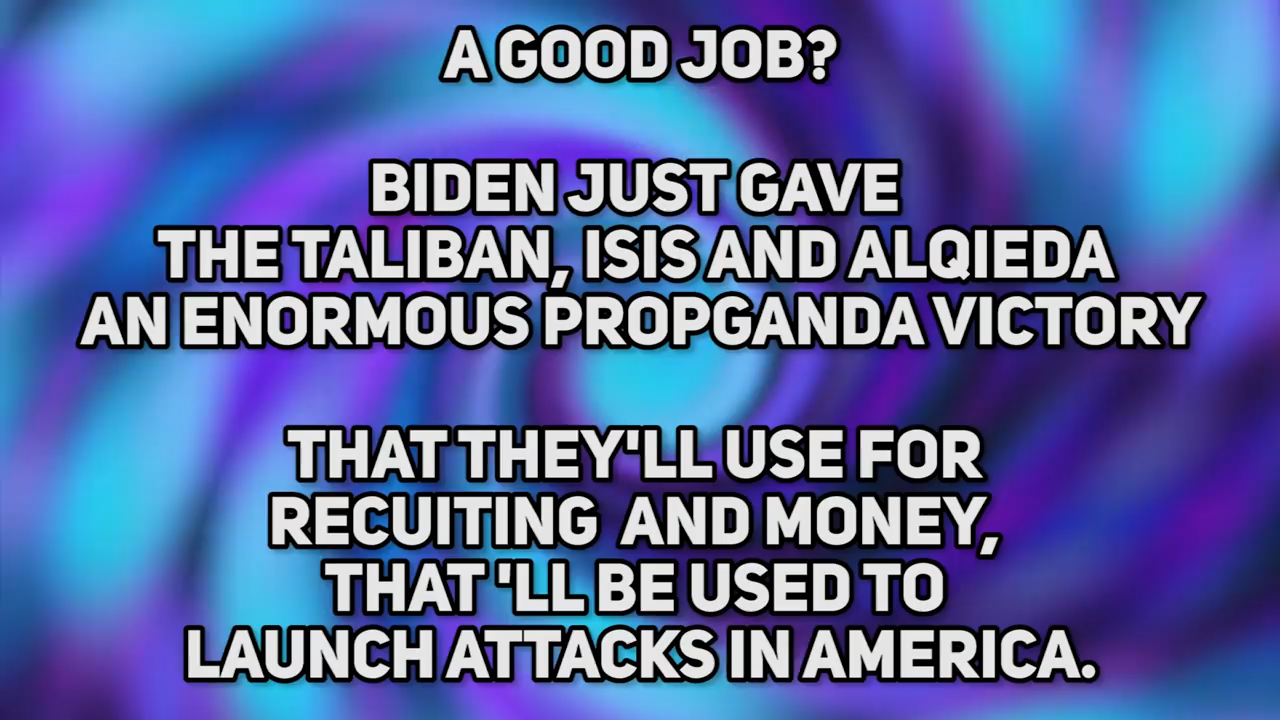 A GOOD JOB?
BIDEN JUST GAVE
THE TALIBAN, ISIS AND ALQIEDA
AN ENORMOUS PROPGANDA VICTORY
THAT THEY'LL USE FOR
RECUITING AND MONEY,
THAT 'LL BE USED TO
LAUNCH ATTACKS IN AMERICA.